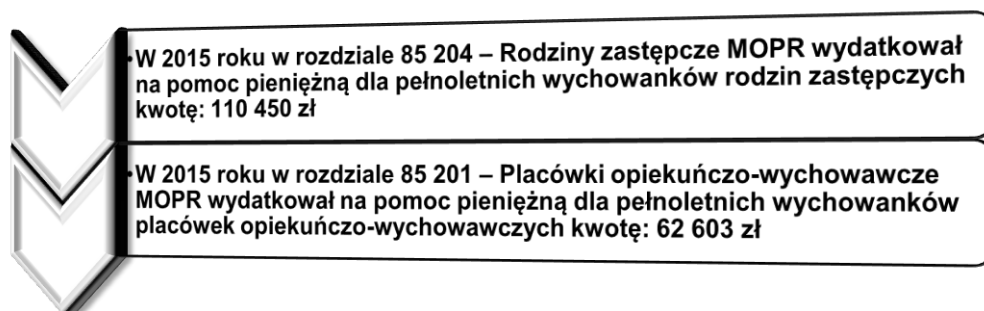 •W 2015 roku w rozdziale 85 204 – Rodziny zastępcze MOPR wydatkował
na pomoc pieniężną dla pełnoletnich wychowanków rodzin zastępczych
kwotę: 110 450 zł
•W 2015 roku w rozdziale 85 201 – Placówki opiekuńczo-wychowawcze
MOPR wydatkował na pomoc pieniężną dla pełnoletnich wychowanków
placówek opiekuńczo-wychowawczych kwotę: 62 603 zł